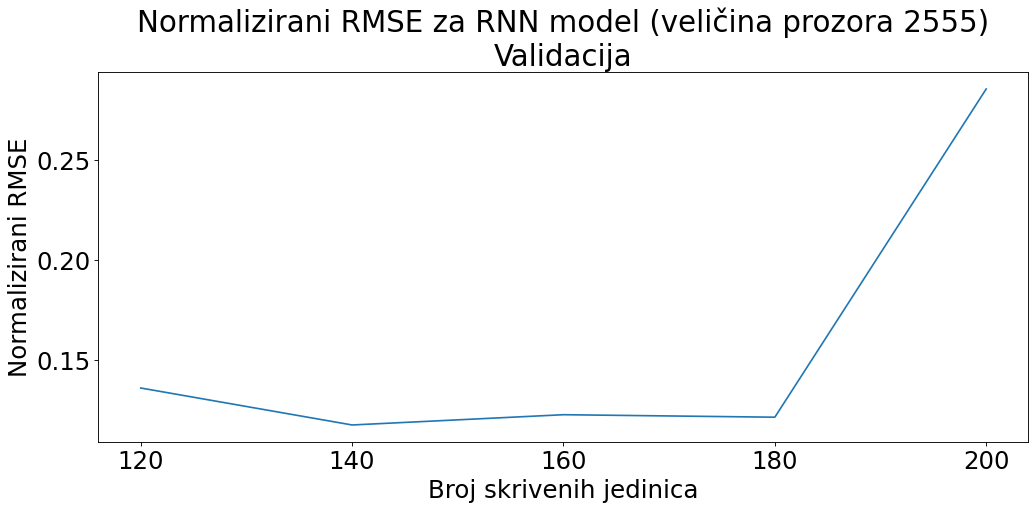 Normalizirani RMSE za RNN model (veličina prozora 2555)
Validacija
Normalizirani RMSE
0.25
0.20
0.15
120 140 160 180 200
Broj skrivenih jedinica